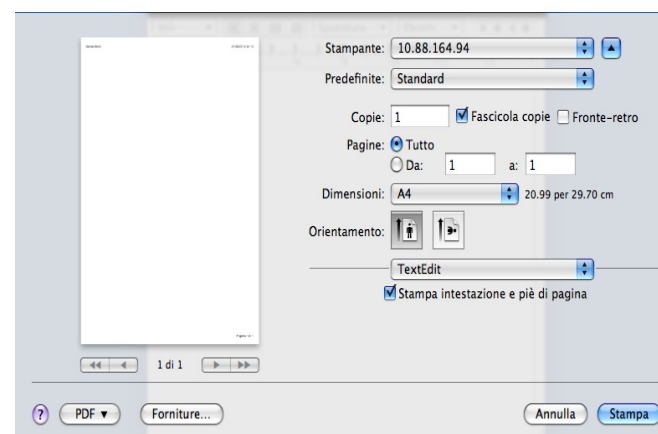 Stampante: 10.88.164.94
Predefinite: Standard
Copie: 1 Fascicola copie Fronte-retro
Pagine: Tutto
Da: 1 a: 1
Dimensioni: A4 20.99 per 29.70 cm
Orientamento:
TextEdit
Stampa intestazione e piè di pagina
1 di 1
? PDF Forniture... Annulla Stampa